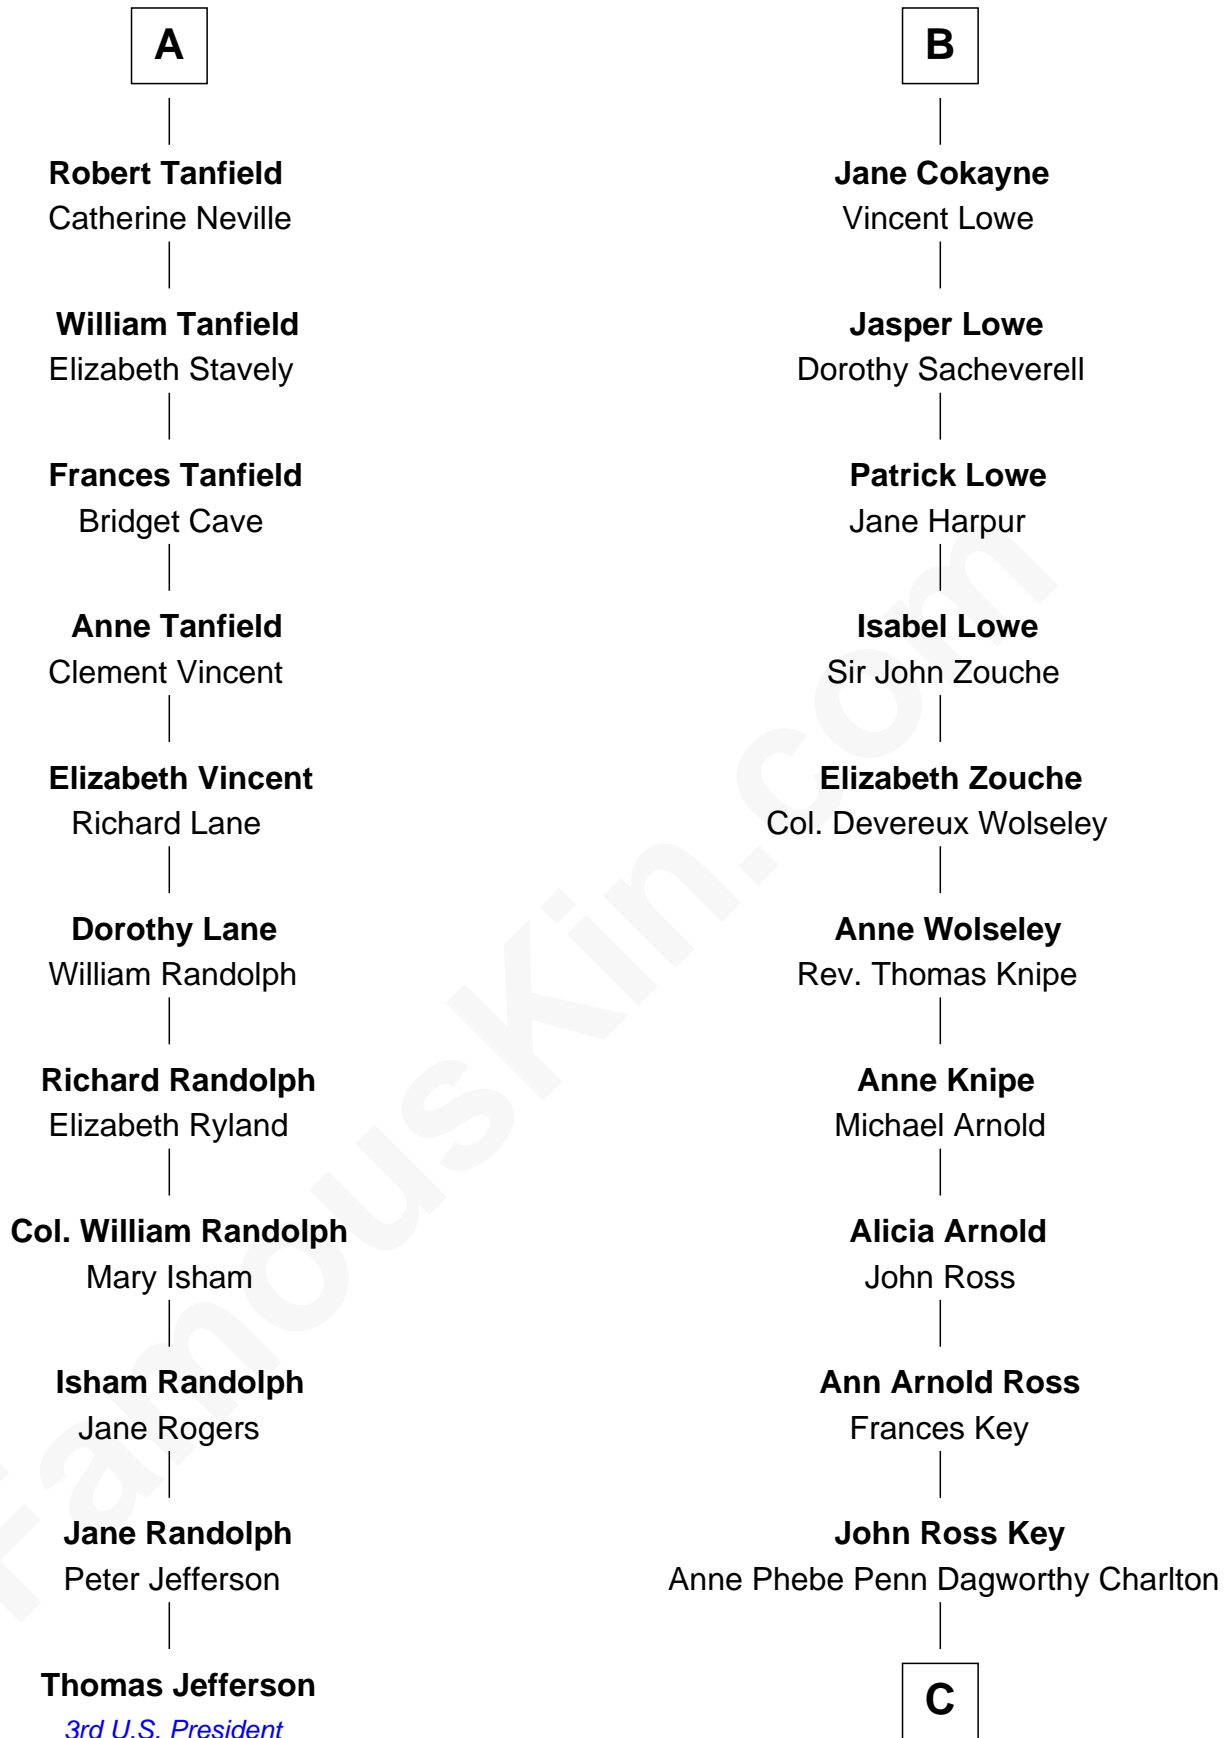 A
Robert Tanfield
Catherine Neville
William Tanfield
Elizabeth Stavely
Frances Tanfield
Bridget Cave
Anne Tanfield
Clement Vincent
Elizabeth Vincent
Richard Lane
Dorothy Lane
William Randolph
Richard Randolph
Elizabeth Ryland
Col. William Randolph
Mary Isham
Isham Randolph
Jane Rogers
Jane Randolph
Peter Jefferson
Thomas Jefferson
3rd U.S. President
B
Jane Cokayne
Vincent Lowe
Jasper Lowe
Dorothy Sacheverell
Patrick Lowe
Jane Harpur
Isabel Lowe
Sir John Zouche
Elizabeth Zouche
Col. Devereux Wolseley
Anne Wolseley
Rev. Thomas Knipe
Anne Knipe
Michael Arnold
Alicia Arnold
John Ross
Ann Arnold Ross
Frances Key
John Ross Key
Anne Phebe Penn Dagworthy Charlton
C
FamousKin.com